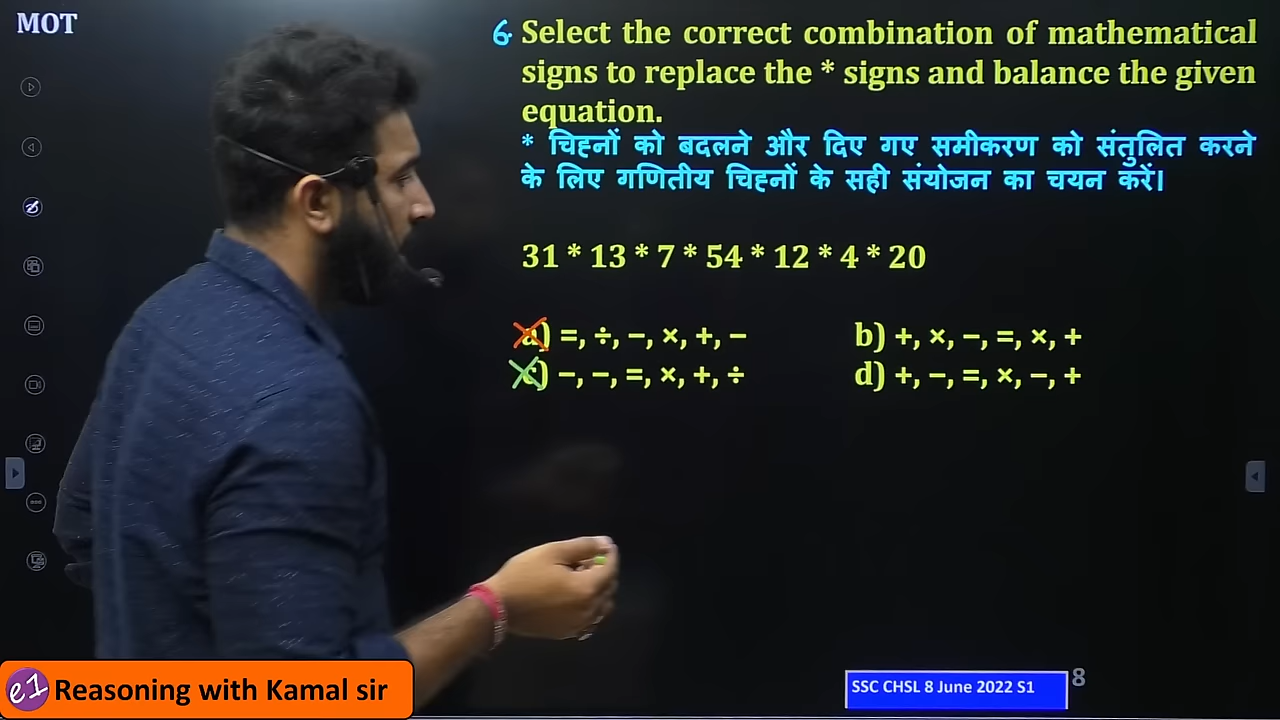 MOT
6. Select the correct combination of mathematical
signs to replace the * signs and balance the given
equation.
* चिह्नों को बदलने और दिए गए समीकरण को संतुलित करने
के लिए गणितीय चिह्नों के सही संयोजन का चयन करें।
31 * 13 * 7 * 54 * 12 * 4 * 20
a) =, ÷, −, ×, +, −
b) +, ×, −, =, ×, +
c) −, −, =, ×, +, ÷
d) +, −, =, ×, −, +
e1 Reasoning with Kamal sir
SSC CHSL 8 June 2022 S1
8